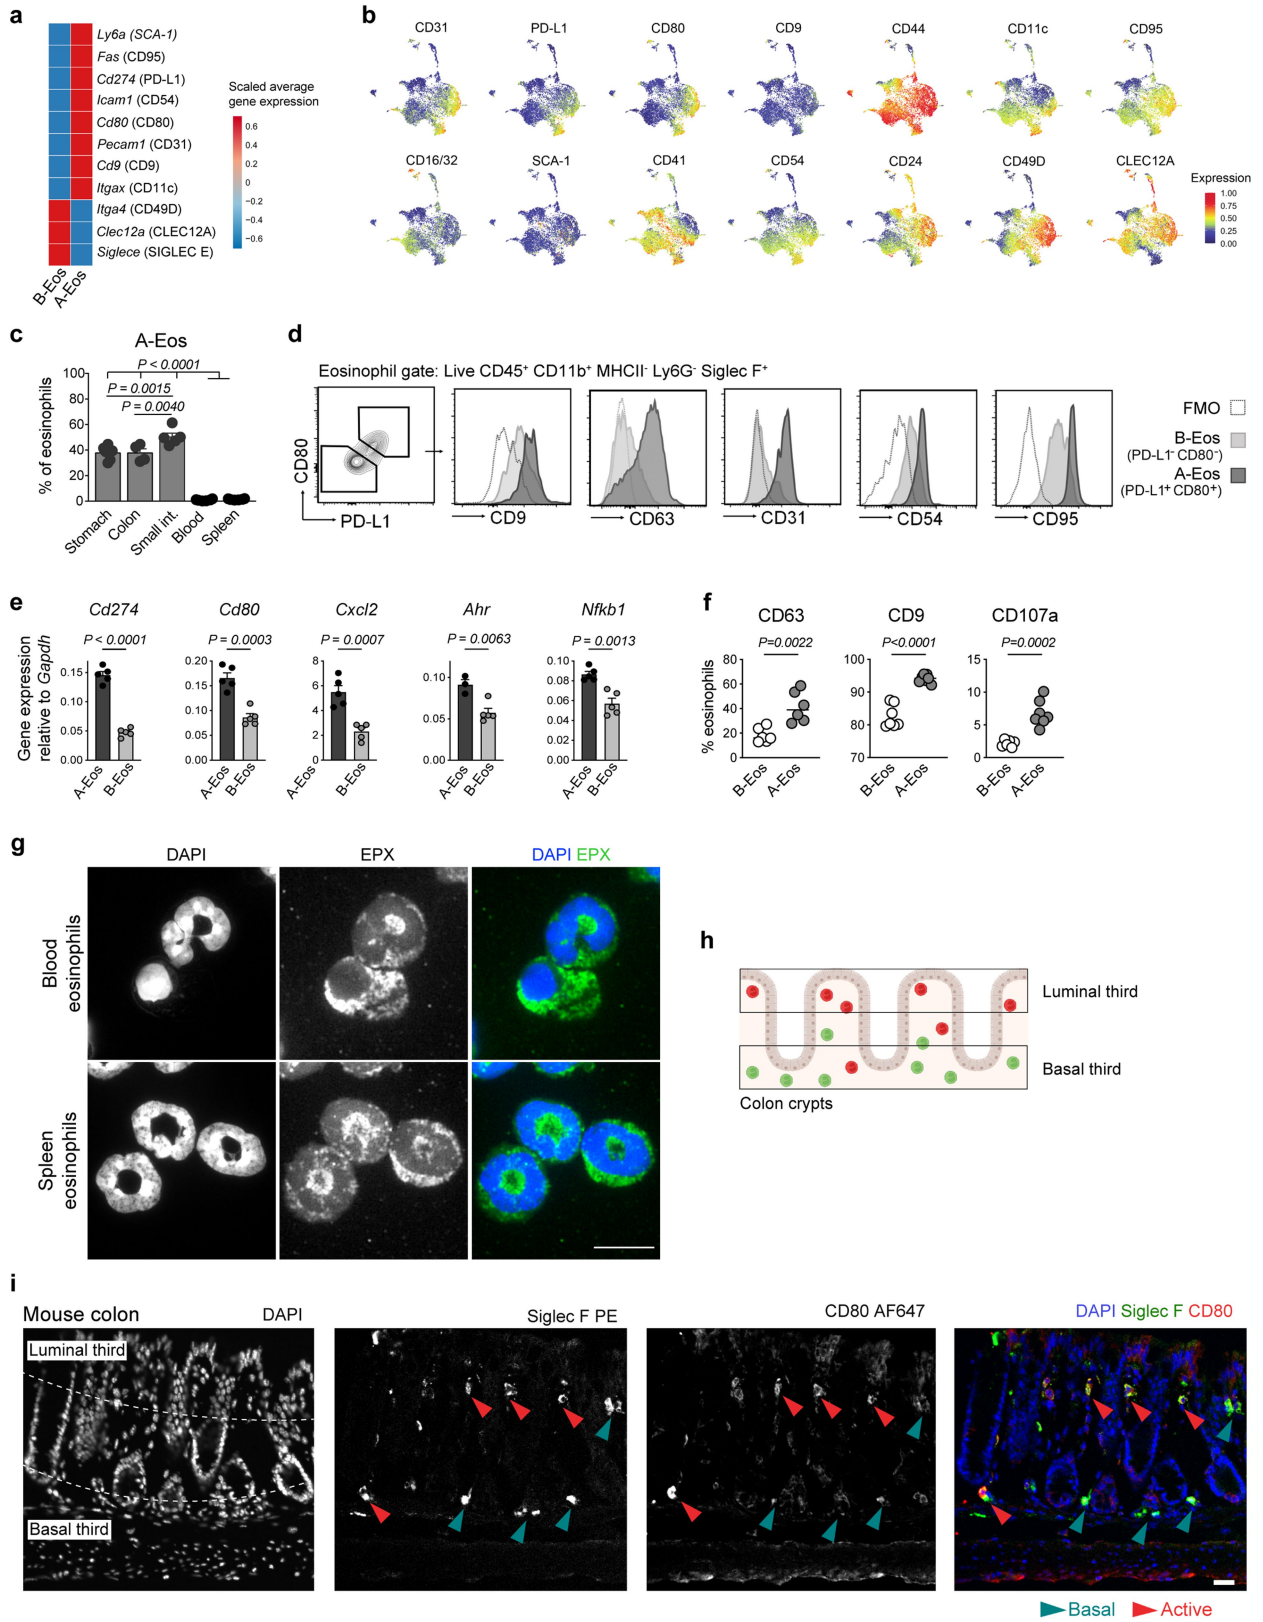 a
Ly6a (SCA-1)
Fas (CD95)
Cd274 (PD-L1)
Icam1 (CD54)
Cd80 (CD80)
Pecam1 (CD31)
Cd9 (CD9)
Itgax (CD11c)
Itga4 (CD49D)
Clec12a (CLEC12A)
Siglece (SIGLEC E)
B-Eos
A-Eos
Scaled average
gene expression
0.6
0.4
0.2
0
−0.2
−0.4
−0.6
b
CD31 PD-L1 CD80 CD9 CD44 CD11c CD95
CD16/32 SCA-1 CD41 CD54 CD24 CD49D CLEC12A
Expression
1.00
0.75
0.50
0.25
0.00
c
A-Eos
P < 0.0001
P = 0.0015
P = 0.0040
% of eosinophils
100
80
60
40
20
0
Stomach
Colon
Small int.
Blood
Spleen
d
Eosinophil gate: Live CD45+ CD11b+ MHCII- Ly6G- Siglec F+
CD80
PD-L1
CD9
CD63
CD31
CD54
CD95
FMO
B-Eos
(PD-L1- CD80-)
A-Eos
(PD-L1+ CD80+)
e
Gene expression
relative to Gapdh
Cd274
P < 0.0001
0.15
0.10
0.05
0.00
A-Eos
B-Eos
Cd80
P = 0.0003
0.20
0.15
0.10
0.05
0.00
A-Eos
B-Eos
Cxcl2
P = 0.0007
8
6
4
2
0
A-Eos
B-Eos
Ahr
P = 0.0063
0.10
0.05
0.00
A-Eos
B-Eos
Nfkb1
P = 0.0013
0.10
0.08
0.06
0.04
0.02
0.00
A-Eos
B-Eos
f
% eosinophils
CD63
P=0.0022
80
60
40
20
0
B-Eos
A-Eos
CD9
P<0.0001
100
90
80
70
B-Eos
A-Eos
CD107a
P=0.0002
15
10
5
0
B-Eos
A-Eos
g
DAPI
EPX
DAPI EPX
Blood
eosinophils
Spleen
eosinophils
h
Luminal third
Basal third
Colon crypts
i
Mouse colon
DAPI
Siglec F PE
CD80 AF647
DAPI Siglec F CD80
Luminal third
Basal third
Basal
Active